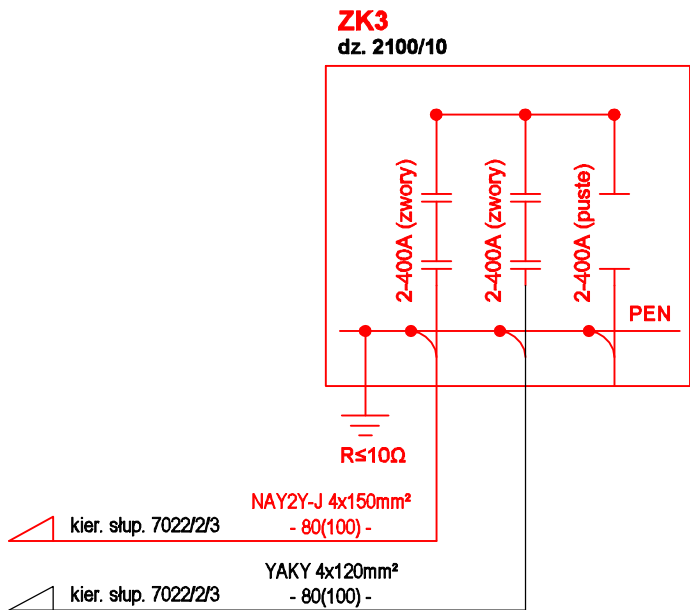 ZK3
dz. 2100/10
2-400A (zwory)
2-400A (zwory)
2-400A (puste)
PEN
R≤10Ω
NAY2Y-J 4x150mm²
kier. słup. 7022/2/3
- 80(100) -
YAKY 4x120mm²
kier. słup. 7022/2/3
- 80(100) -